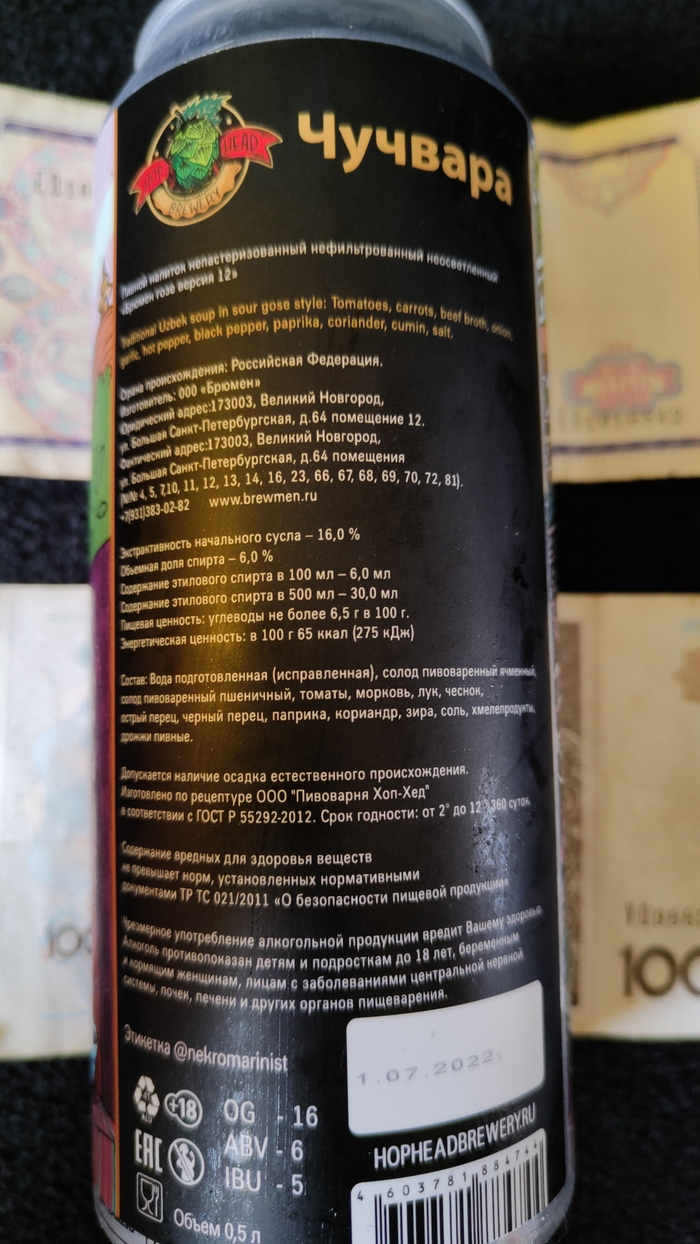 HOP HEAD
BREWERY
Чучвара
Пивной напиток непастеризованный нефильтрованный неосветленный
«Брюмен гозе версия 12»
Traditional Uzbek soup in sour gose style: Tomatoes, carrots, beef broth, onion,
garlic, hot pepper, black pepper, paprika, coriander, cumin, salt.
Страна происхождения: Российская Федерация.
Изготовитель: ООО «Брюмен»
Юридический адрес:173003, Великий Новгород,
ул. Большая Санкт-Петербургская, д.64 помещение 12.
Фактический адрес:173003, Великий Новгород,
ул. Большая Санкт-Петербургская, д.64 помещения
(№№ 4, 5, 7,10, 11, 12, 13, 14, 16, 23, 66, 67, 68, 69, 70, 72, 81).
+7(931)383-02-82 www.brewmen.ru
Экстрактивность начального сусла – 16,0 %
Объемная доля спирта – 6,0 %
Содержание этилового спирта в 100 мл – 6,0 мл
Содержание этилового спирта в 500 мл – 30,0 мл
Пищевая ценность: углеводы не более 6,5 г в 100 г.
Энергетическая ценность: в 100 г 65 ккал (275 кДж)
Состав: Вода подготовленная (исправленная), солод пивоваренный ячменный,
солод пивоваренный пшеничный, томаты, морковь, лук, чеснок,
острый перец, черный перец, паприка, кориандр, зира, соль, хмелепродукты,
дрожжи пивные.
Допускается наличие осадка естественного происхождения.
Изготовлено по рецептуре ООО "Пивоварня Хоп-Хед"
в соответствии с ГОСТ Р 55292-2012. Срок годности: от 2° до 12° 360 суток
Содержание вредных для здоровья веществ
не превышает норм, установленных нормативными
документами ТР ТС 021/2011 «О безопасности пищевой продукции»
Чрезмерное употребление алкогольной продукции вредит Вашему здоровью.
Алкоголь противопоказан детям и подросткам до 18 лет, беременным
и кормящим женщинам, лицам с заболеваниями центральной нервной
системы, почек, печени и других органов пищеварения.
Этикетка @nekromarinist
1.07.2022
+18
OG - 16
EAC
ABV - 6
IBU - 5
HOPHEADBREWERY.RU
4 603781 884744
Объем 0,5 л
100
100